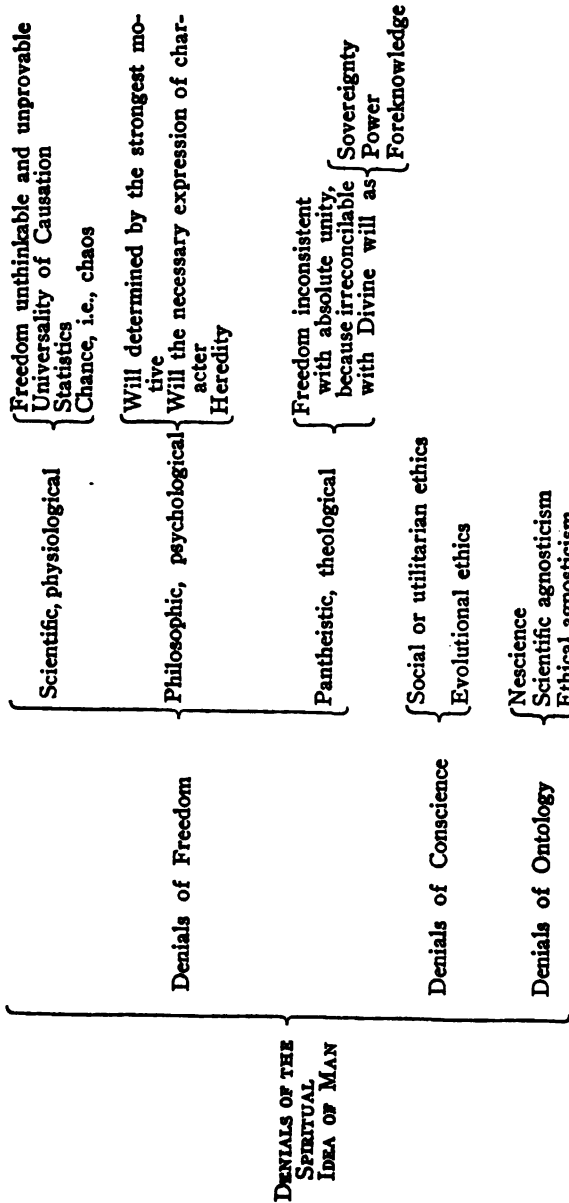 DENIALS OF THE
SPIRITUAL
IDEA OF MAN
Denials of Freedom
Scientific, physiological
Freedom unthinkable and unprovable
Universality of Causation
Statistics
Chance, i.e., chaos
Philosophic, psychological
Will determined by the strongest mo-
tive
Will the necessary expression of char-
acter
Heredity
Pantheistic, theological
Freedom inconsistent
with absolute unity,
because irreconcilable
with Divine will as
Sovereignty
Power
Foreknowledge
Denials of Conscience
Social or utilitarian ethics
Evolutional ethics
Denials of Ontology
Nescience
Scientific agnosticism
Ethical agnosticism